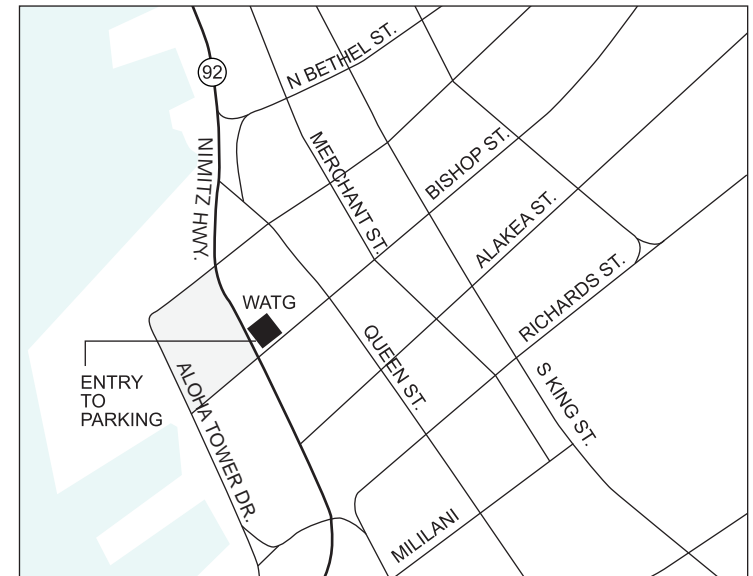 N BETHEL ST.
92
NIMITZ HWY.
MERCHANT ST.
BISHOP ST.
ALAKEA ST.
RICHARDS ST.
WATG
QUEEN ST.
S KING ST.
ENTRY
TO
PARKING
ALOHA TOWER DR.
MILILANI